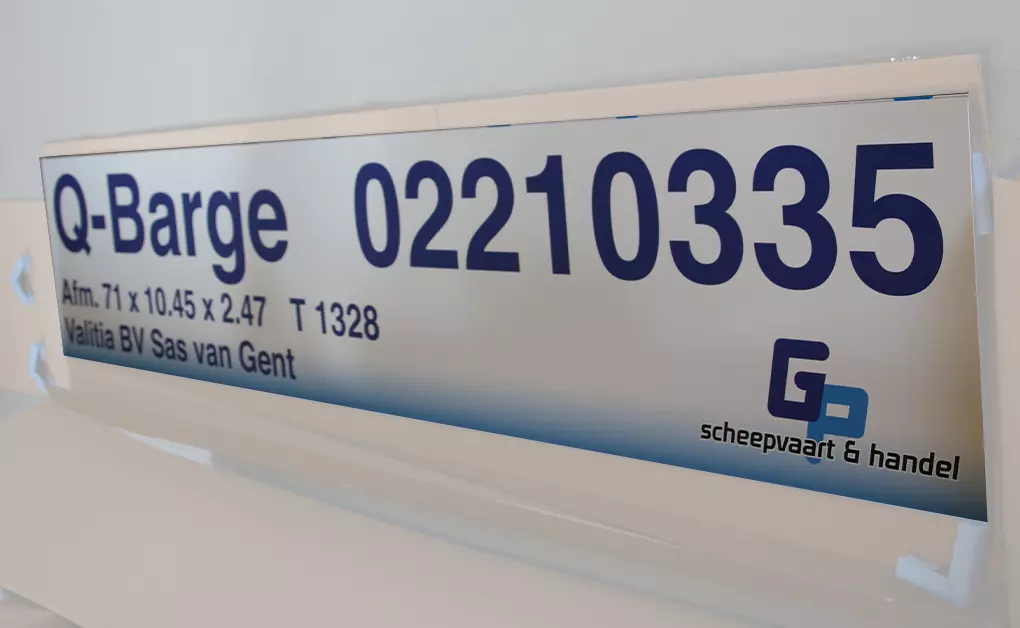 Q-Barge 02210335
Afm. 71 x 10.45 x 2.47 T 1328
Valitia BV Sas van Gent
GP
scheepvaart & handel